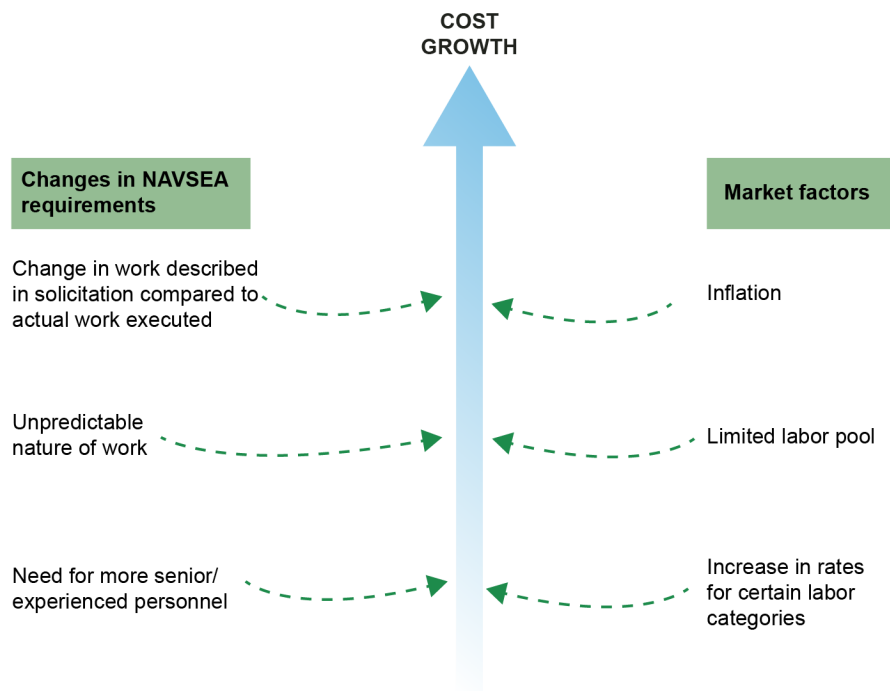 COST
GROWTH
Changes in NAVSEA
requirements
Change in work described
in solicitation compared to
actual work executed
Unpredictable
nature of work
Need for more senior/
experienced personnel
Market factors
Inflation
Limited labor pool
Increase in rates
for certain labor
categories